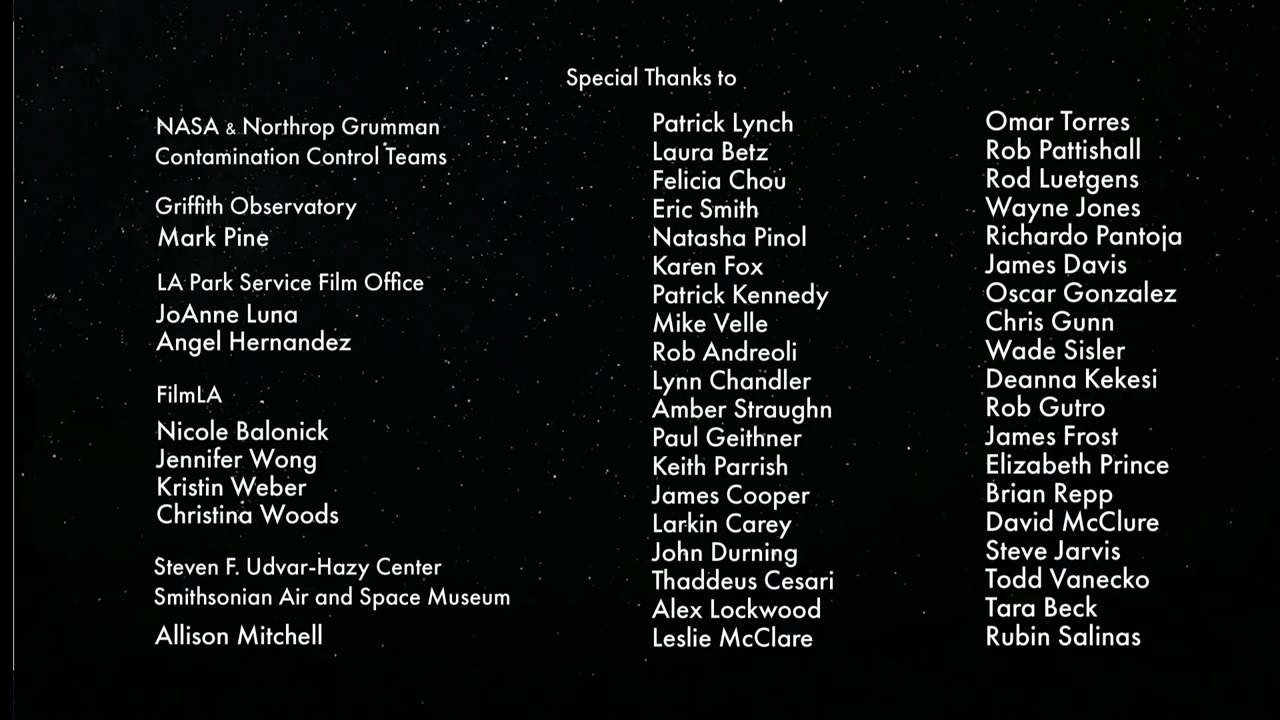 Special Thanks to
NASA & Northrop Grumman
Contamination Control Teams
Griffith Observatory
Mark Pine
LA Park Service Film Office
JoAnne Luna
Angel Hernandez
FilmLA
Nicole Balonick
Jennifer Wong
Kristin Weber
Christina Woods
Steven F. Udvar-Hazy Center
Smithsonian Air and Space Museum
Allison Mitchell
Patrick Lynch
Laura Betz
Felicia Chou
Eric Smith
Natasha Pinol
Karen Fox
Patrick Kennedy
Mike Velle
Rob Andreoli
Lynn Chandler
Amber Straughn
Paul Geithner
Keith Parrish
James Cooper
Larkin Carey
John Durning
Thaddeus Cesari
Alex Lockwood
Leslie McClare
Omar Torres
Rob Pattishall
Rod Luetgens
Wayne Jones
Richardo Pantoja
James Davis
Oscar Gonzalez
Chris Gunn
Wade Sisler
Deanna Kekesi
Rob Gutro
James Frost
Elizabeth Prince
Brian Repp
David McClure
Steve Jarvis
Todd Vanecko
Tara Beck
Rubin Salinas